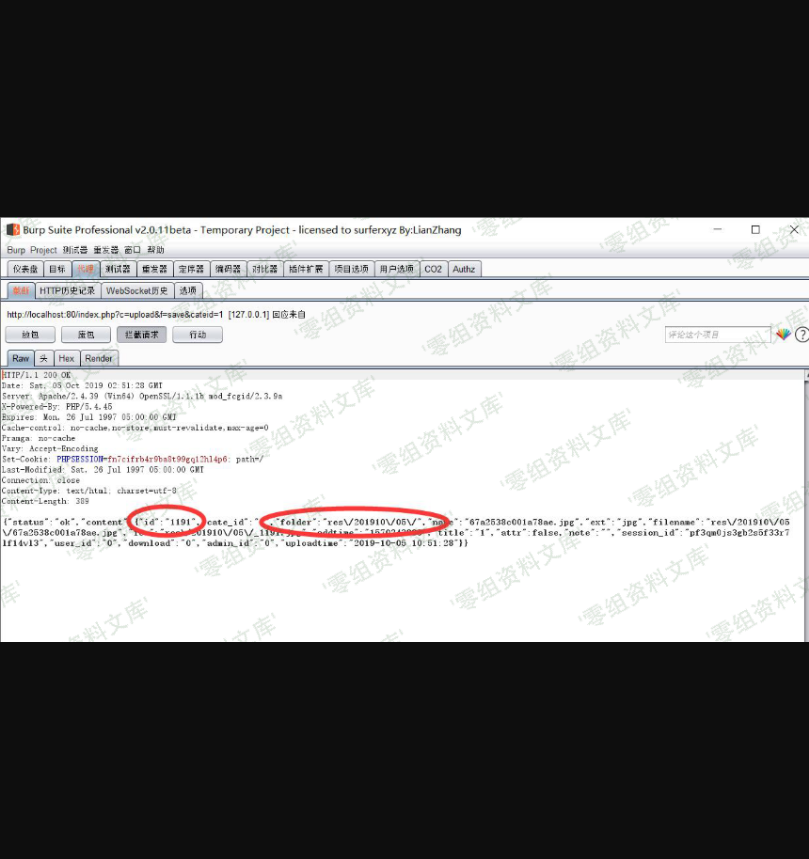 Burp Suite Professional v2.0.11beta - Temporary Project - licensed to surferxyz By:LianZhang
Burp Project 测试器 重发器 窗口 帮助
仪表盘 目标 代理 测试器 重发器 定序器 编码器 对比器 插件扩展 项目选项 用户选项 CO2 Authz
截断 HTTP历史记录 WebSocket历史 选项
http://localhost:80/index.php?c=upload&f=save&cateid=1 [127.0.0.1] 回应来自
放包 废包 拦截请求 行动 评论这个项目
Raw 头 Hex Render
HTTP/1.1 200 OK
Date: Sat, 05 Oct 2019 02:51:28 GMT
Server: Apache/2.4.39 (Win64) OpenSSL/1.1.1b mod_fcgid/2.3.9a
X-Powered-By: PHP/5.4.45
Expires: Mon, 26 Jul 1997 05:00:00 GMT
Cache-control: no-cache,no-store,must-revalidate,max-age=0
Pramga: no-cache
Vary: Accept-Encoding
Set-Cookie: PHPSESSION=fn7cifrb4r9ba8t99gq12hl4p6; path=/
Last-Modified: Sat, 26 Jul 1997 05:00:00 GMT
Connection: close
Content-Type: text/html; charset=utf-8
Content-Length: 389
{"status":"ok","content":{"id":"1191","cate_id":" ","folder":"res\/201910\/05\/","name":"67a2538c001a78ae.jpg","ext":"jpg","filename":"res\/201910\/05
\/67a2538c001a78ae.jpg", 201910\/05\/_1191.jpg", "title":"1","attr":false,"note":"","session_id":"pf3qm0js3gb2s5f33r7
lf14vl3","user_id":"0","download":"0","admin_id":"0","uploadtime":"2019-10-05 10:51:28"}}
'零组资料文库'